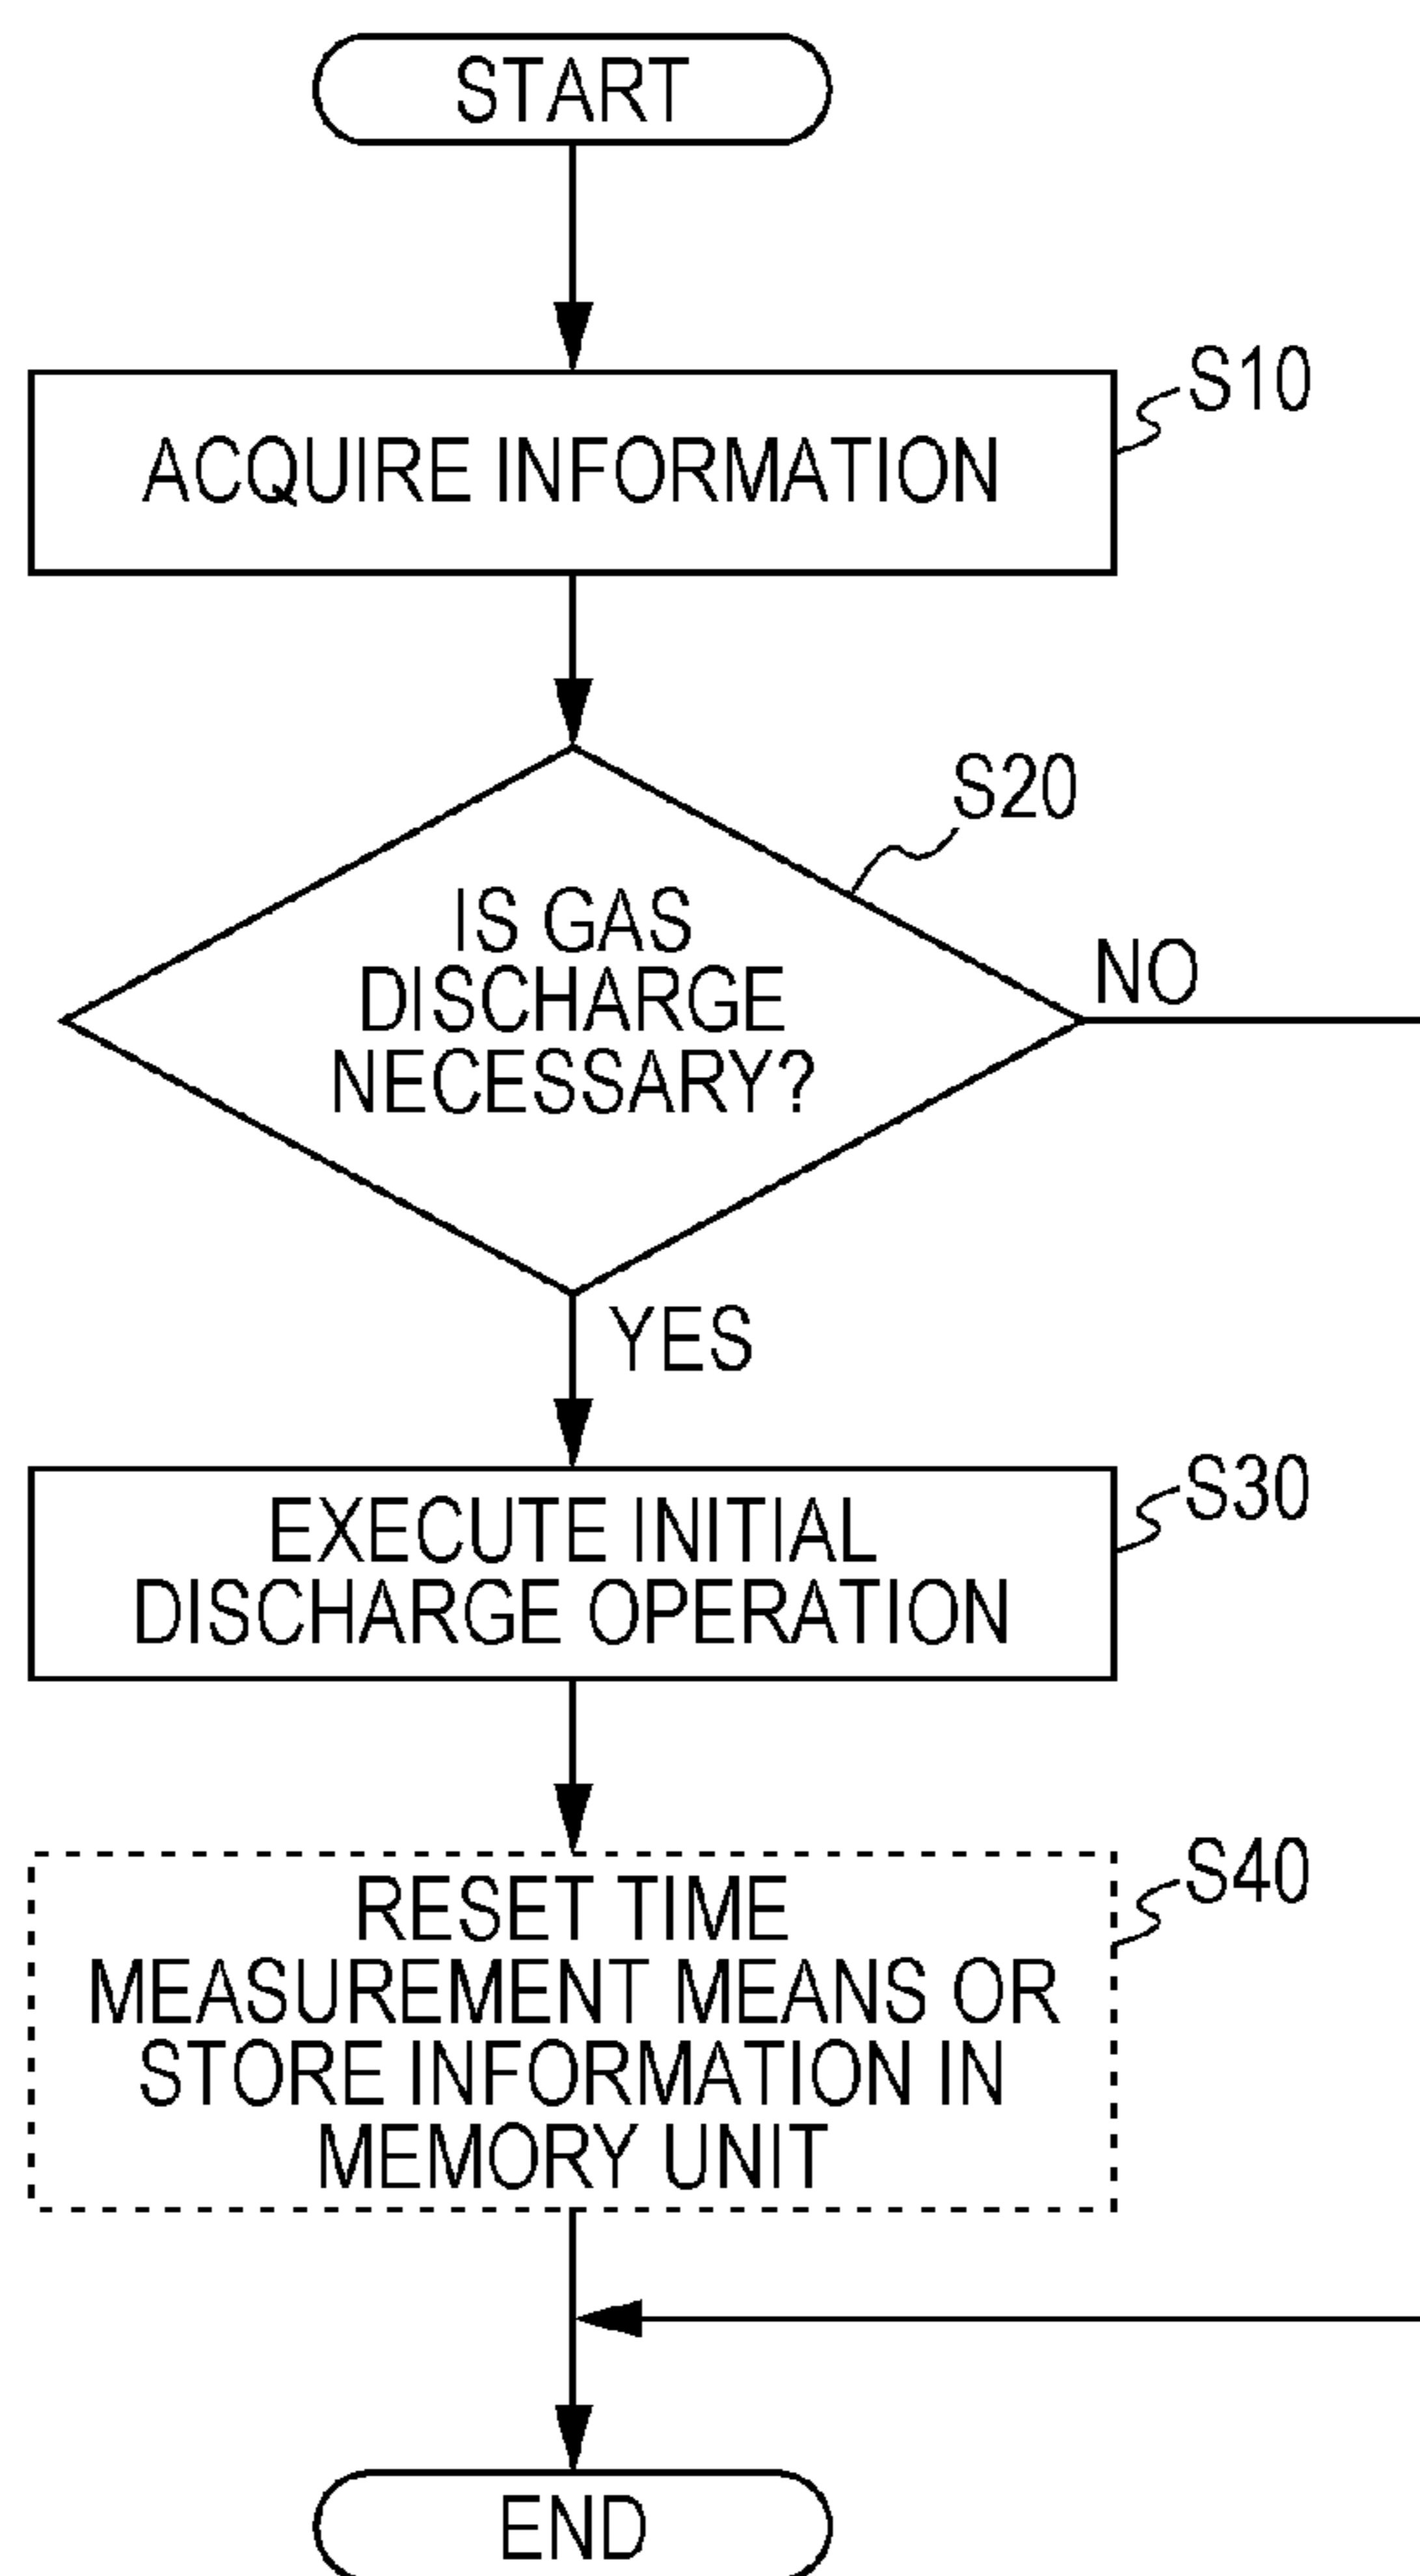 START
ACQUIRE INFORMATION
S10
S20
IS GAS
DISCHARGE
NECESSARY?
NO
YES
EXECUTE INITIAL
DISCHARGE OPERATION
S30
RESET TIME
MEASUREMENT MEANS OR
STORE INFORMATION IN
MEMORY UNIT
S40
END